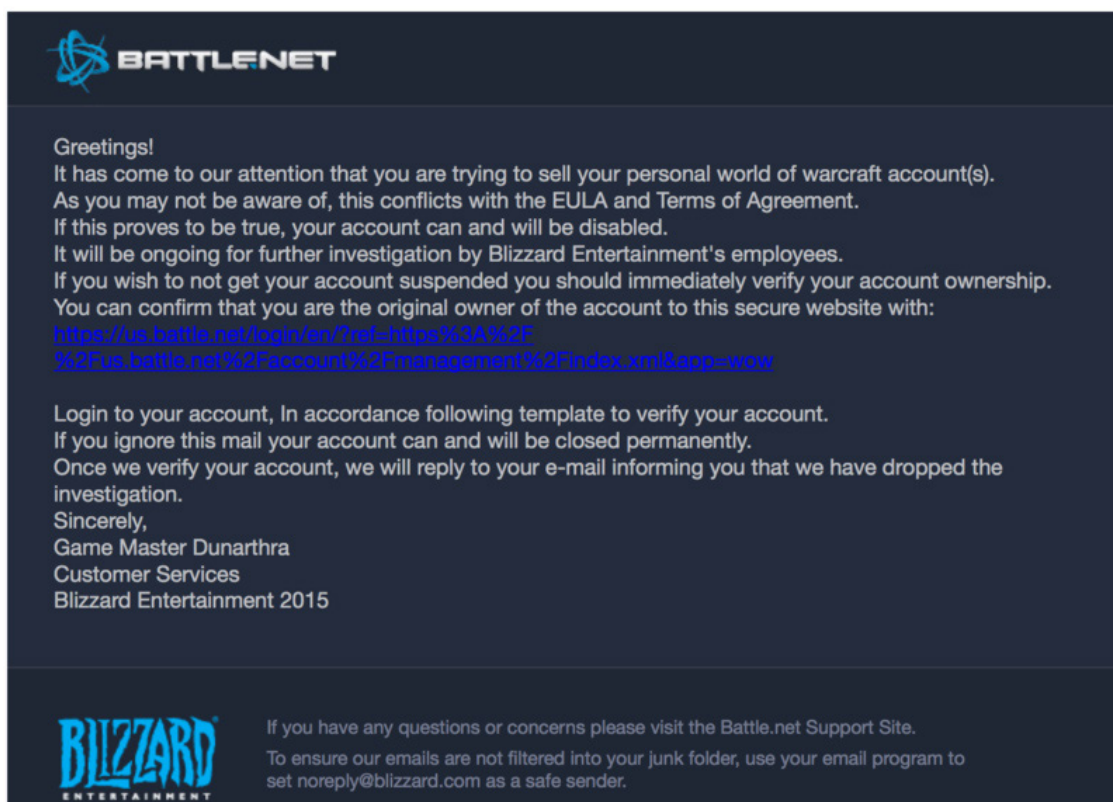 BATTLE.NET
Greetings!
It has come to our attention that you are trying to sell your personal world of warcraft account(s).
As you may not be aware of, this conflicts with the EULA and Terms of Agreement.
If this proves to be true, your account can and will be disabled.
It will be ongoing for further investigation by Blizzard Entertainment's employees.
If you wish to not get your account suspended you should immediately verify your account ownership.
You can confirm that you are the original owner of the account to this secure website with:
https://us.battle.net/login/en/?ref=https%3A%2F
%2Fus.battle.net%2Faccount%2Fmanagement%2Findex.xml&app=wow
Login to your account, In accordance following template to verify your account.
If you ignore this mail your account can and will be closed permanently.
Once we verify your account, we will reply to your e-mail informing you that we have dropped the
investigation.
Sincerely,
Game Master Dunarthra
Customer Services
Blizzard Entertainment 2015
BLIZZARD®
ENTERTAINMENT
If you have any questions or concerns please visit the Battle.net Support Site.
To ensure our emails are not filtered into your junk folder, use your email program to
set noreply@blizzard.com as a safe sender.